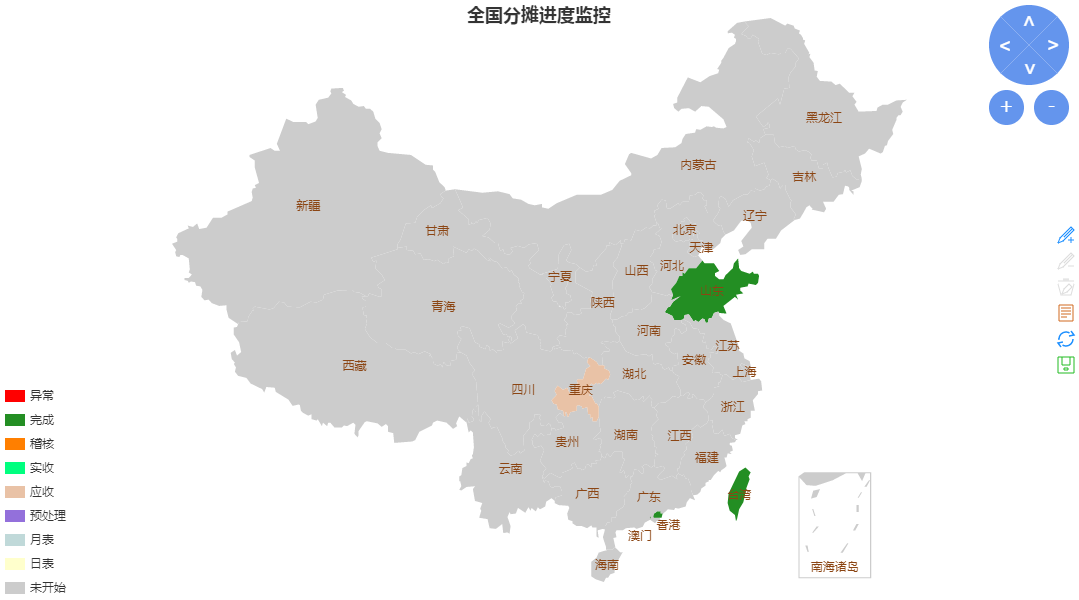 全国分摊进度监控
黑龙江
内蒙古
吉林
新疆
辽宁
甘肃
北京
天津
河北
山西
宁夏
山东
陕西
青海
河南
江苏
安徽
西藏
上海
湖北
四川
重庆
浙江
湖南
江西
贵州
福建
云南
广西
广东
台湾
香港
澳门
海南
南海诸岛
异常
完成
稽核
实收
应收
预处理
月表
日表
未开始